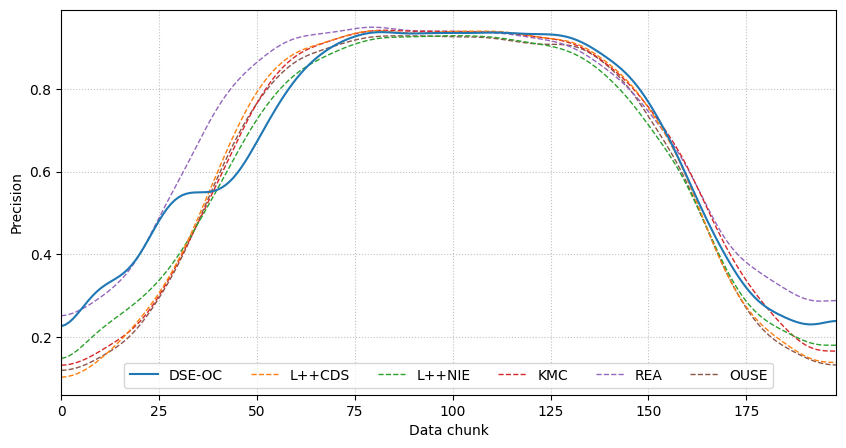 Precision
0.8
0.6
0.4
0.2
DSE-OC L++CDS L++NIE KMC REA OUSE
0 25 50 75 100 125 150 175
Data chunk